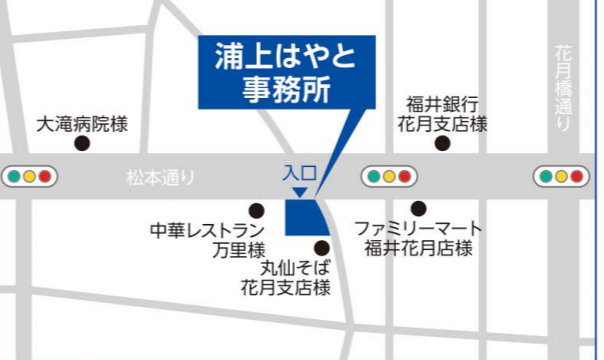 浦上はやと
事務所
花月橋通り
福井銀行
花月支店様
大滝病院様
松本通り
入口
中華レストラン
万里様
ファミリーマート
福井花月店様
丸仙そば
花月支店様